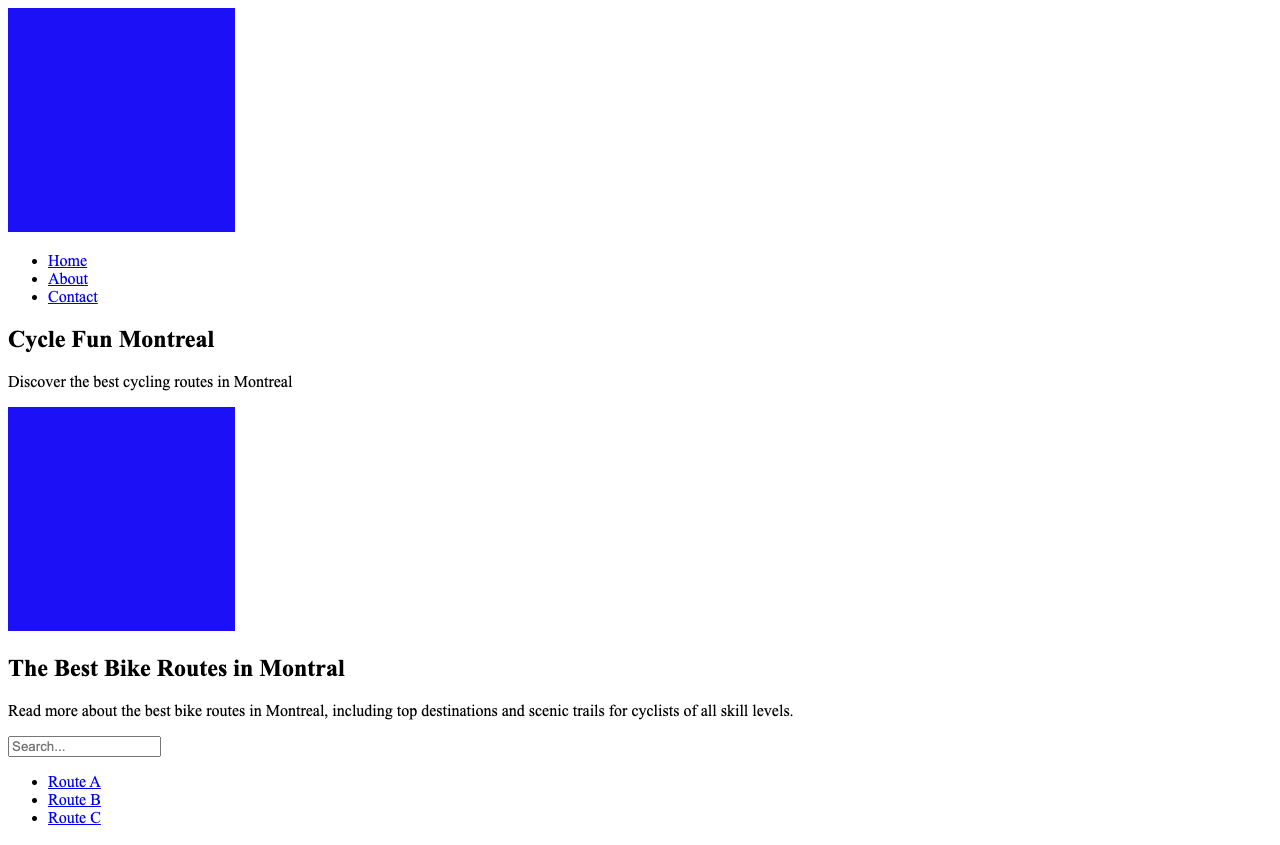 Home
About
Contact
Cycle Fun Montreal
Discover the best cycling routes in Montreal
The Best Bike Routes in Montral
Read more about the best bike routes in Montreal, including top destinations and scenic trails for cyclists of all skill levels.
Search...
Route A
Route B
Route C